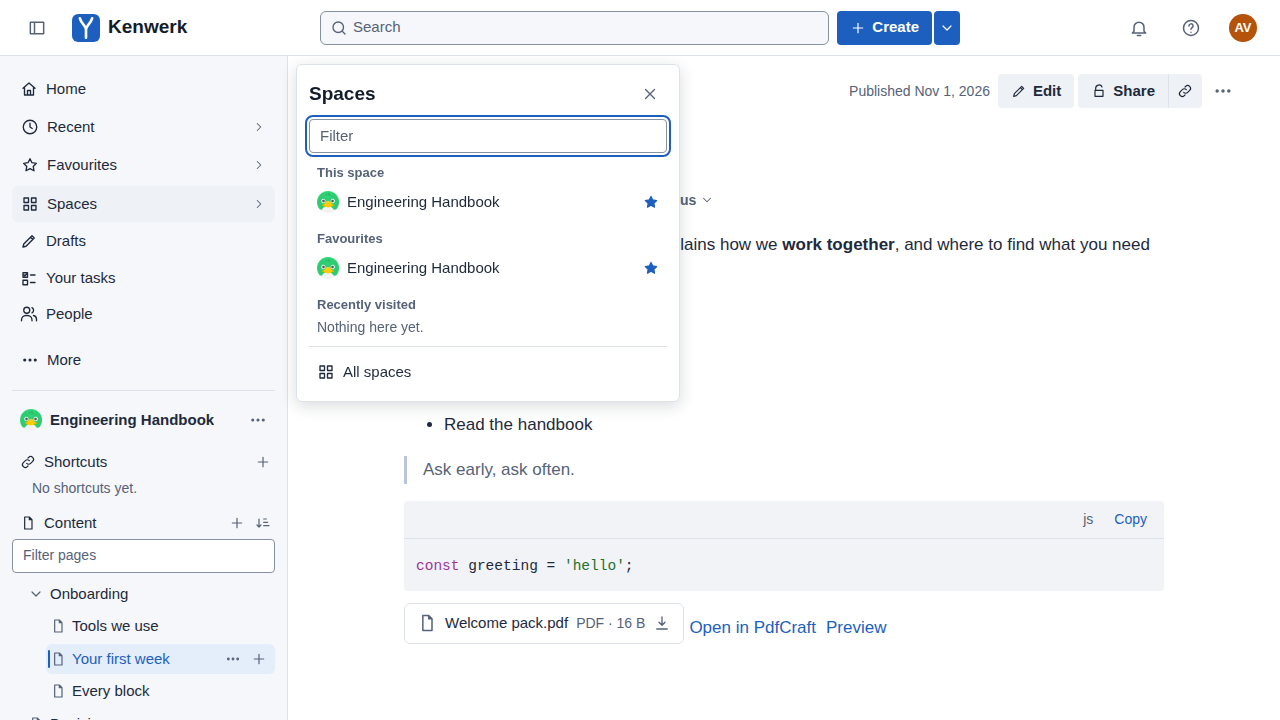 Kenwerk
Search
Create
AV
Home
Recent
Favourites
Spaces
Drafts
Your tasks
People
More
Engineering Handbook
Shortcuts
No shortcuts yet.
Content
Filter pages
Onboarding
Tools we use
Your first week
Every block
Spaces
Filter
This space
Engineering Handbook
Favourites
Engineering Handbook
Recently visited
Nothing here yet.
All spaces
Published Nov 1, 2026
Edit
Share
us
lains how we work together, and where to find what you need
Read the handbook
Ask early, ask often.
js Copy
const greeting = 'hello';
Welcome pack.pdf PDF · 16 B Open in PdfCraft Preview